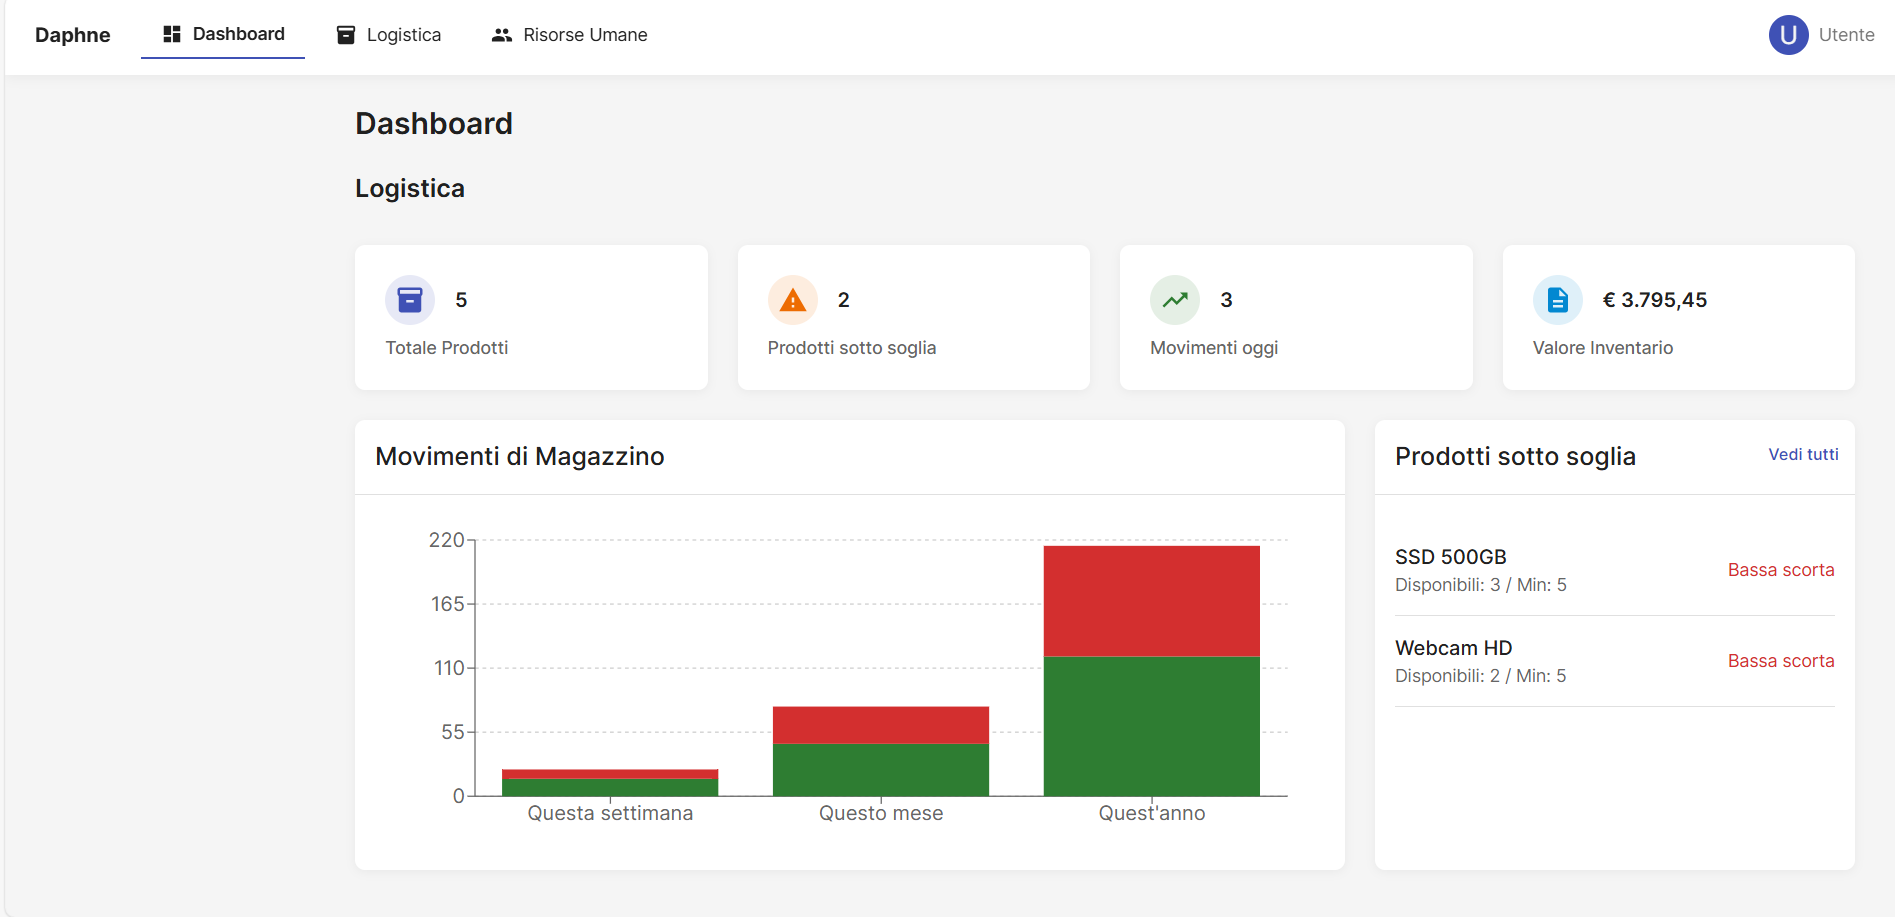 Daphne
Dashboard
Logistica
Risorse Umane
U
Utente
Dashboard
Logistica
5
Totale Prodotti
2
Prodotti sotto soglia
3
Movimenti oggi
€ 3.795,45
Valore Inventario
Movimenti di Magazzino
220
165
110
55
0
Questa settimana
Questo mese
Quest'anno
Prodotti sotto soglia
Vedi tutti
SSD 500GB
Disponibili: 3 / Min: 5
Bassa scorta
Webcam HD
Disponibili: 2 / Min: 5
Bassa scorta